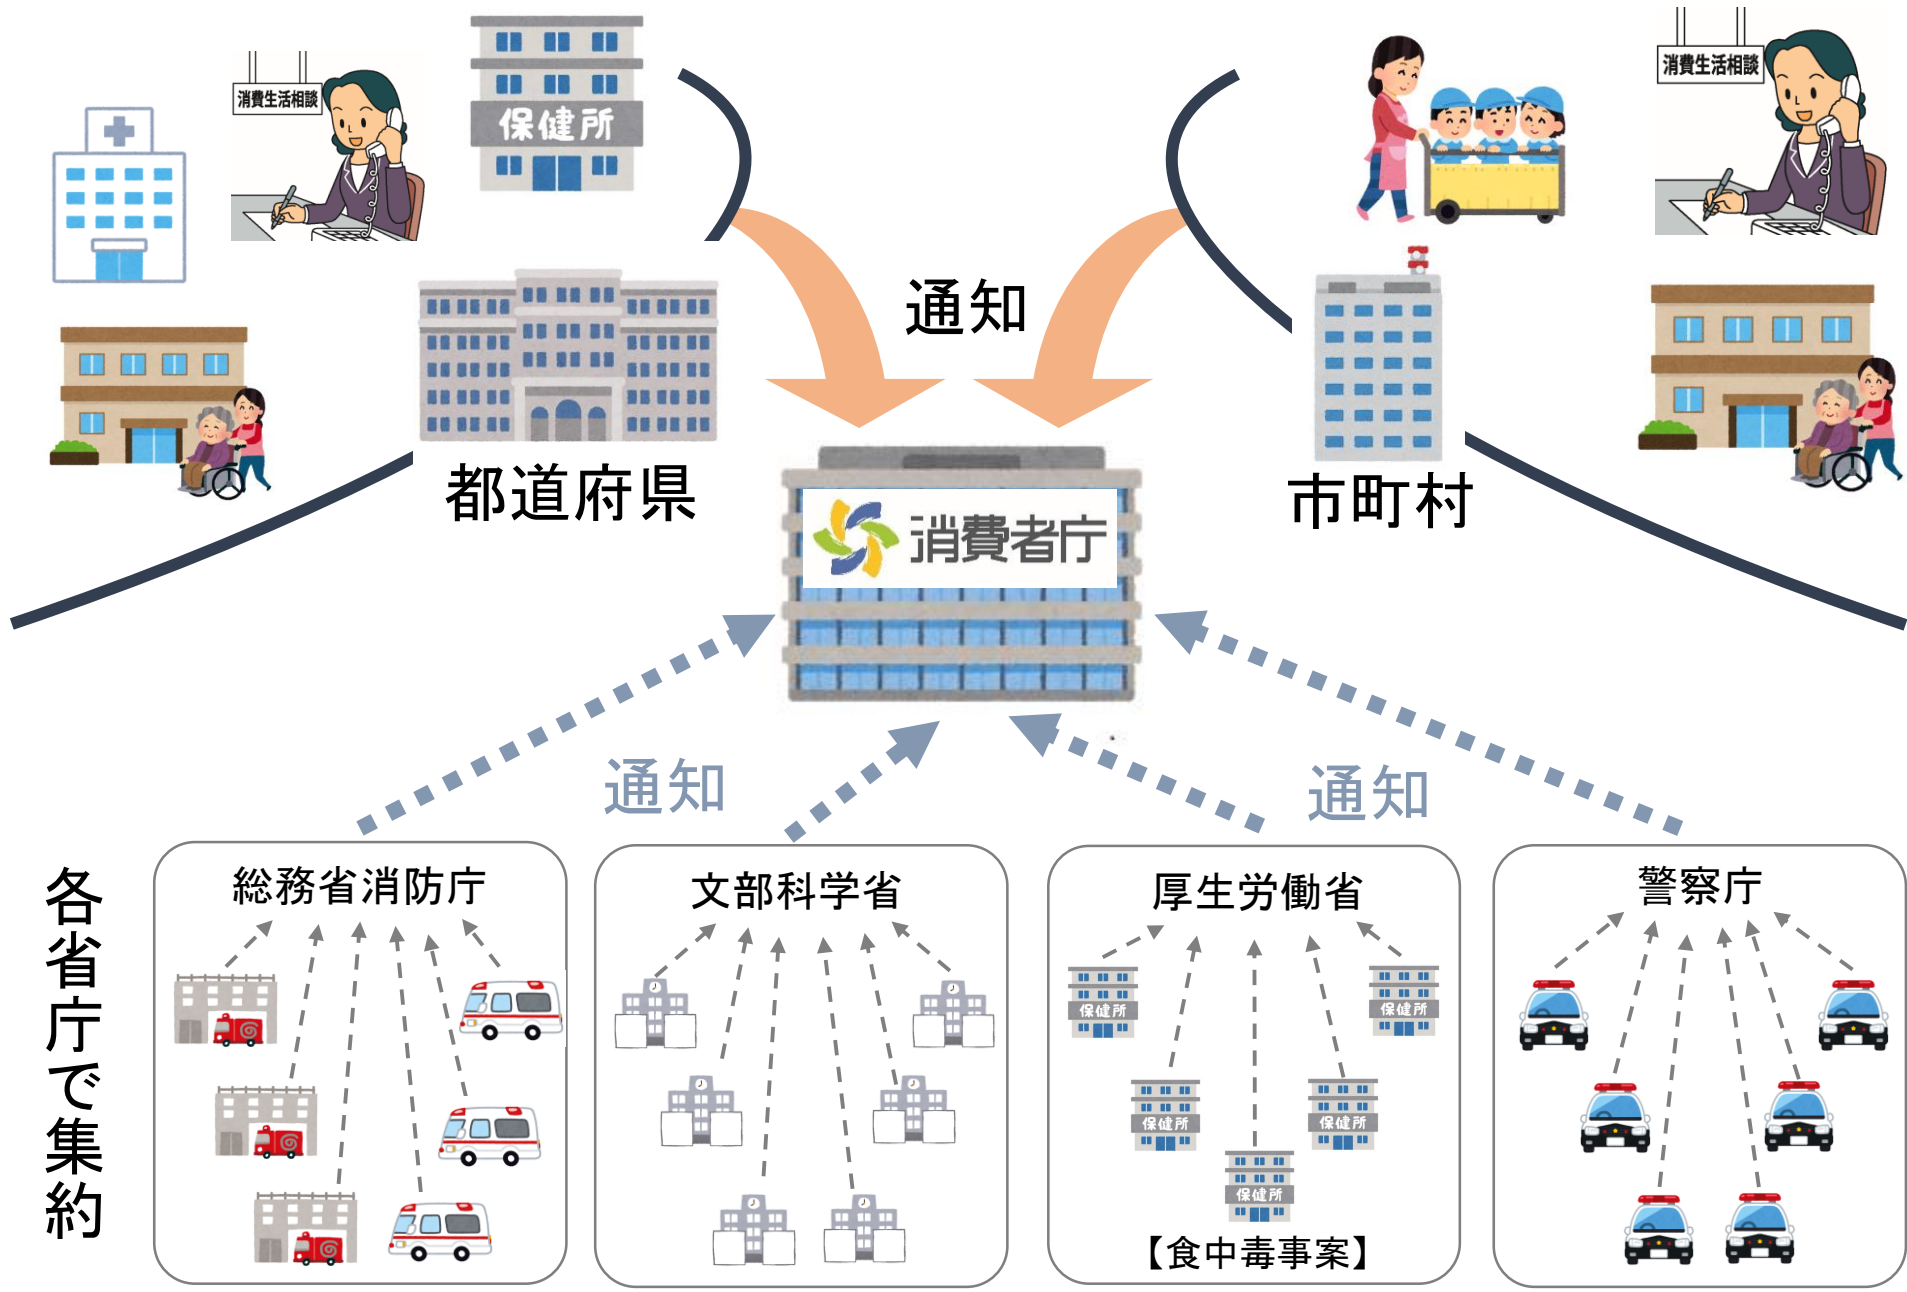 消費生活相談
保健所
消費生活相談
通知
都道府県
市町村
消費者庁
通知
通知
各省庁で集約
総務省消防庁
文部科学省
厚生労働省
警察庁
保健所
保健所
保健所
保健所
保健所
【食中毒事案】